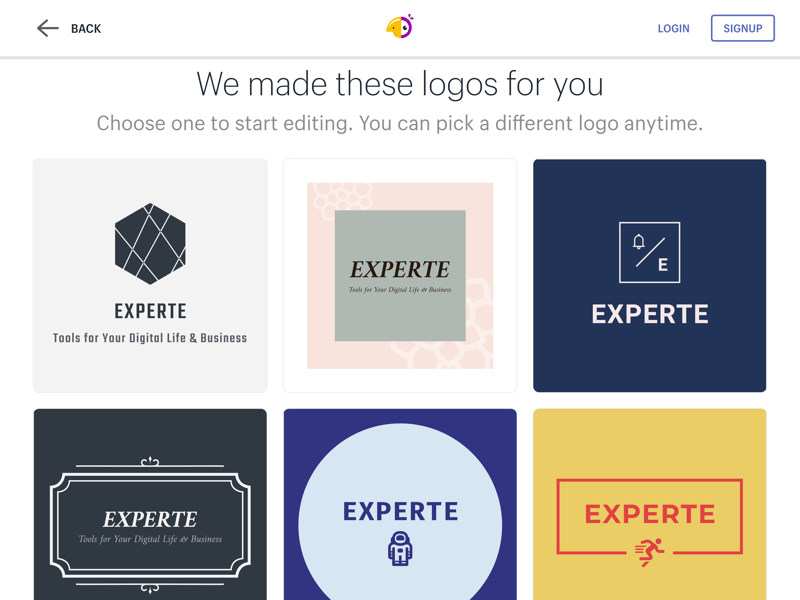 BACK
LOGIN
SIGNUP
We made these logos for you
Choose one to start editing. You can pick a different logo anytime.
EXPERTE
Tools for Your Digital Life & Business
EXPERTE
Tools for Your Digital Life & Business
E
EXPERTE
EXPERTE
Tools for Your Digital Life & Business
EXPERTE
EXPERTE